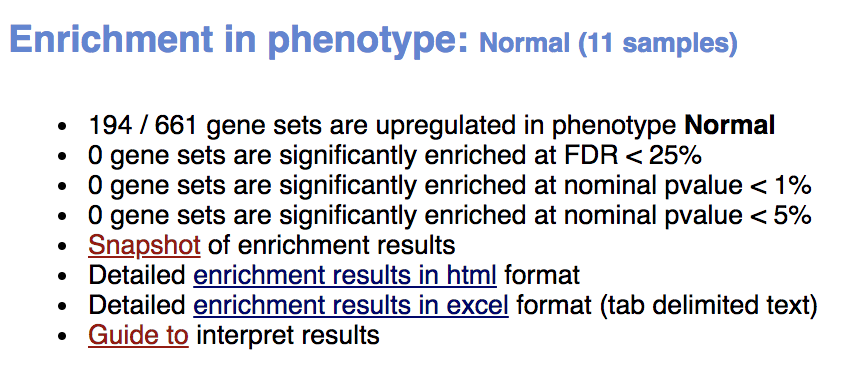 Enrichment in phenotype: Normal (11 samples)
• 194 / 661 gene sets are upregulated in phenotype Normal
• 0 gene sets are significantly enriched at FDR < 25%
• 0 gene sets are significantly enriched at nominal pvalue < 1%
• 0 gene sets are significantly enriched at nominal pvalue < 5%
• Snapshot of enrichment results
• Detailed enrichment results in html format
• Detailed enrichment results in excel format (tab delimited text)
• Guide to interpret results